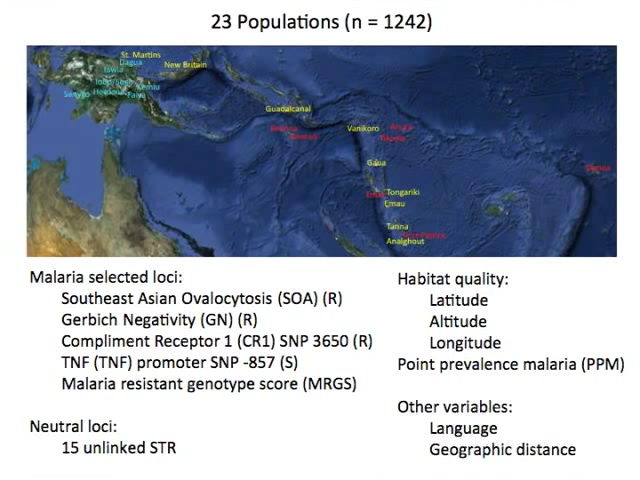 23 Populations (n = 1242)
St. Martins
Dagua
New Britain
Guadalcanal
Vanikoro
Gaua
Tongariki
Emau
Tanna
Analghout
Malaria selected loci:
Southeast Asian Ovalocytosis (SOA) (R)
Gerbich Negativity (GN) (R)
Compliment Receptor 1 (CR1) SNP 3650 (R)
TNF (TNF) promoter SNP -857 (S)
Malaria resistant genotype score (MRGS)
Neutral loci:
15 unlinked STR
Habitat quality:
Latitude
Altitude
Longitude
Point prevalence malaria (PPM)
Other variables:
Language
Geographic distance